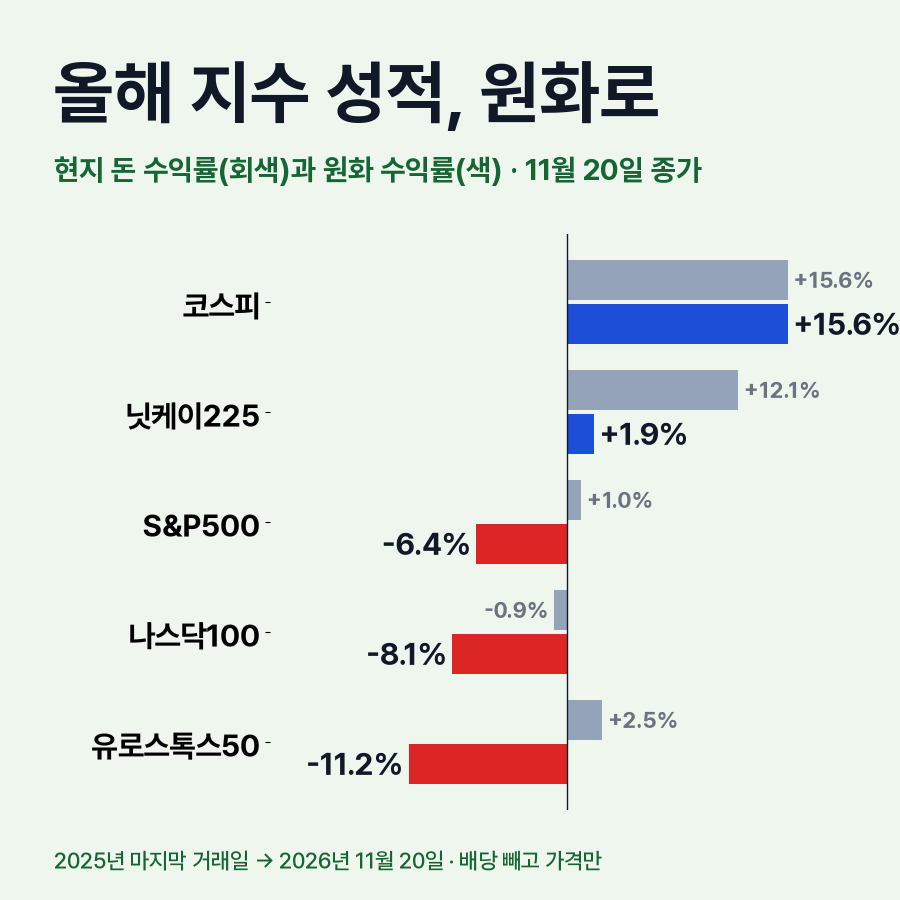 올해 지수 성적, 원화로
현지 돈 수익률(회색)과 원화 수익률(색) · 11월 20일 종가
+15.6%
코스피
+15.6%
+12.1%
닛케이225
+1.9%
+1.0%
S&P500
-6.4%
-0.9%
나스닥100
-8.1%
+2.5%
유로스톡스50
-11.2%
2025년 마지막 거래일 → 2026년 11월 20일 · 배당 빼고 가격만